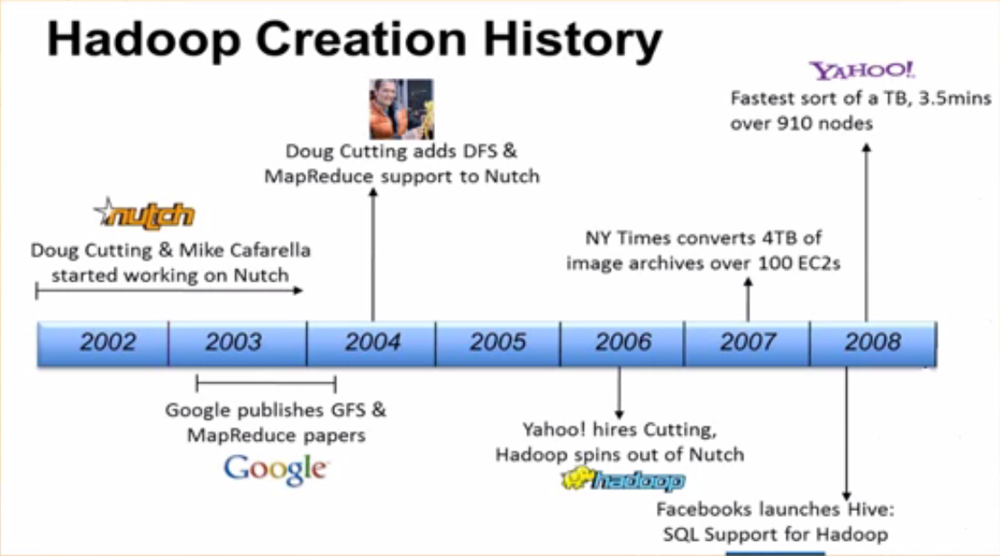 Hadoop Creation History
YAHOO!
Fastest sort of a TB, 3.5mins
over 910 nodes
Doug Cutting adds DFS &
MapReduce support to Nutch
nutch
Doug Cutting & Mike Cafarella
started working on Nutch
NY Times converts 4TB of
image archives over 100 EC2s
2002 2003 2004 2005 2006 2007 2008
Google publishes GFS &
MapReduce papers
Google
Yahoo! hires Cutting,
Hadoop spins out of Nutch
hadoop
Facebooks launches Hive:
SQL Support for Hadoop